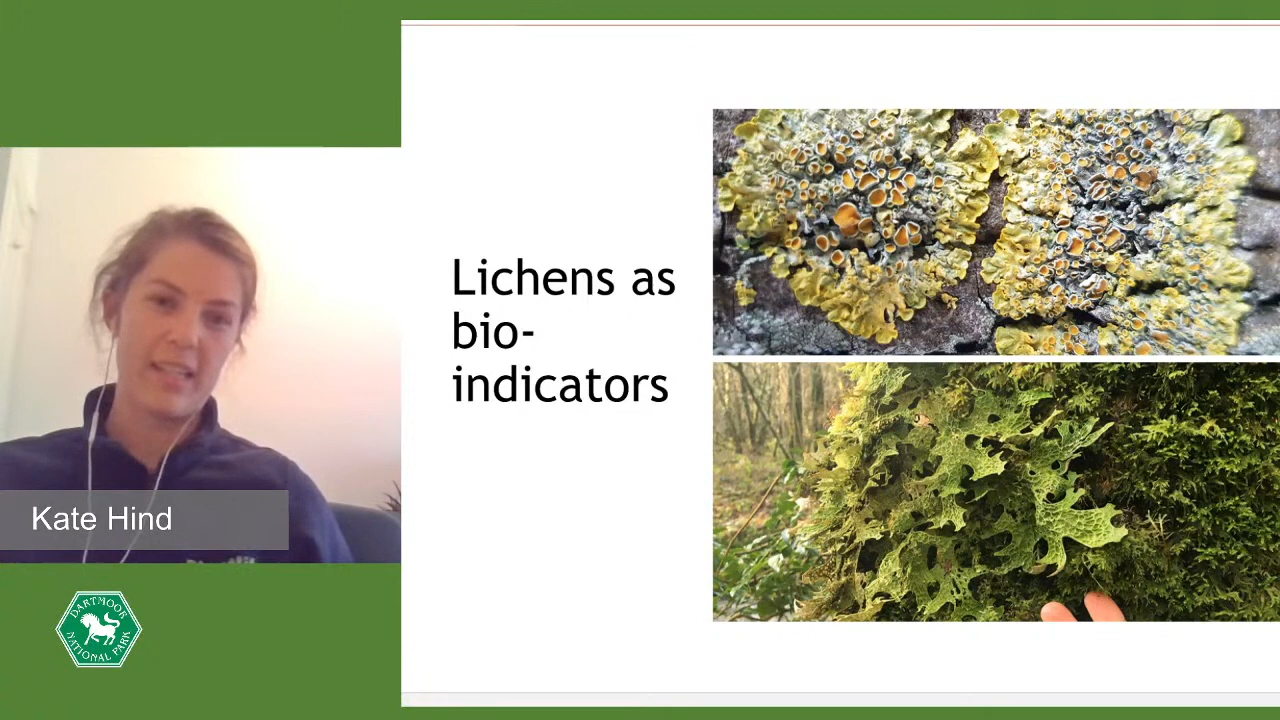 Lichens as
bio-
indicators
Kate Hind
DARTMOOR
NATIONAL PARK